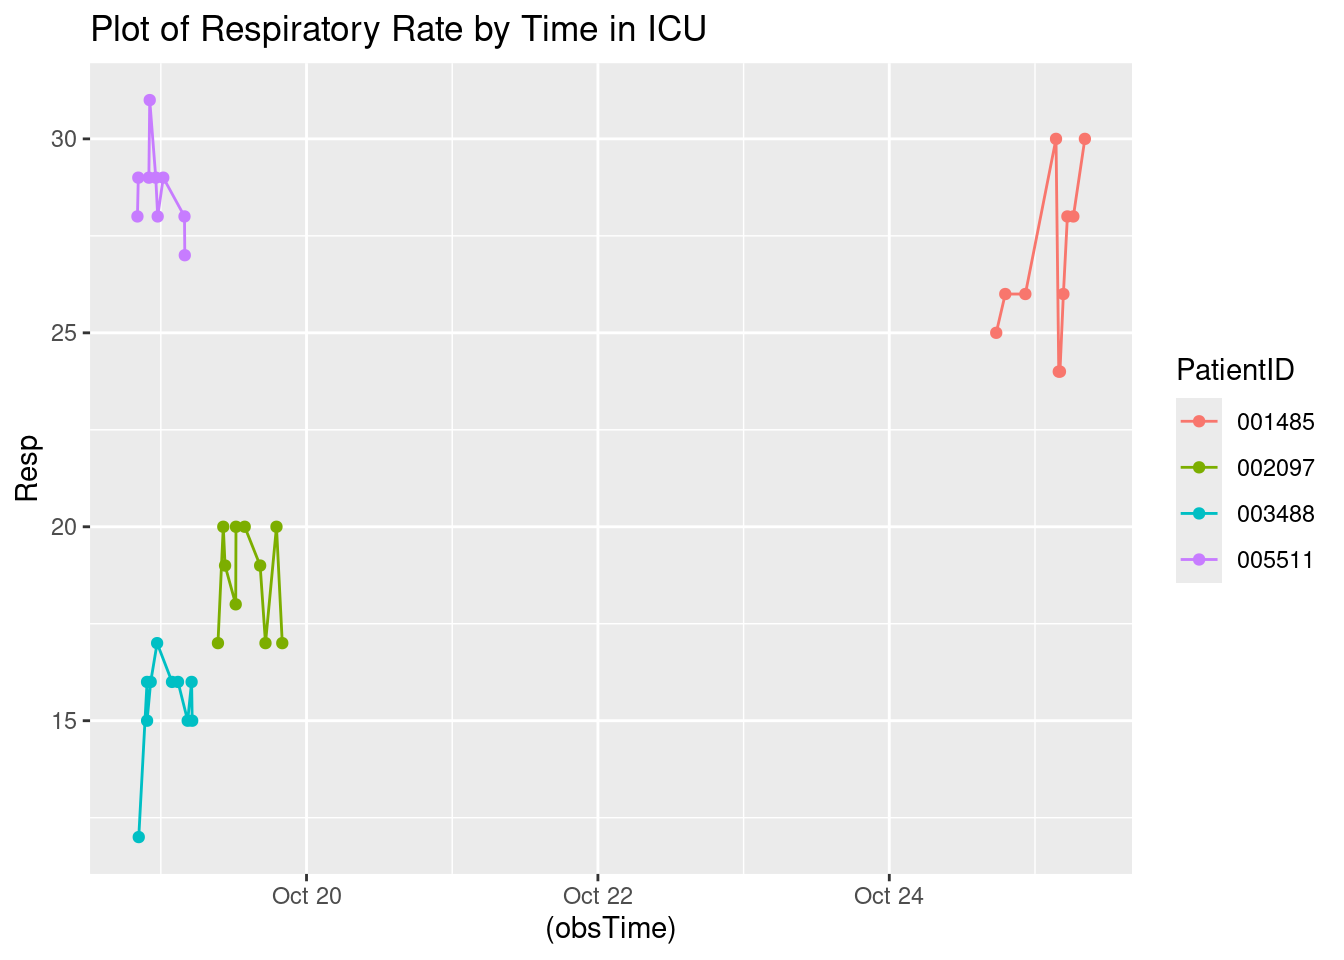 Plot of Respiratory Rate by Time in ICU
30
25
20
15
Resp
Oct 20
Oct 22
Oct 24
(obsTime)
PatientID
001485
002097
003488
005511